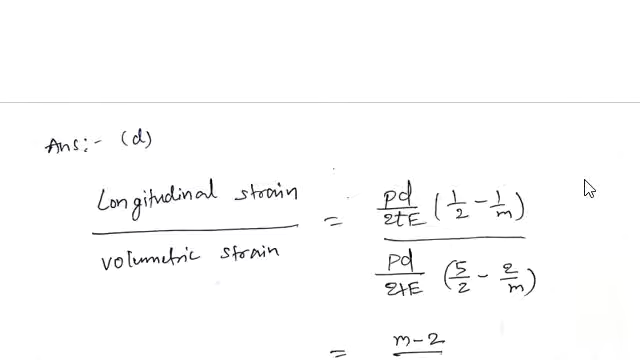 Ans:- (d)
Longitudinal strain / volumetric strain = pd/2tE (1/2 - 1/m) / pd/2tE (5/2 - 2/m)
= m-2